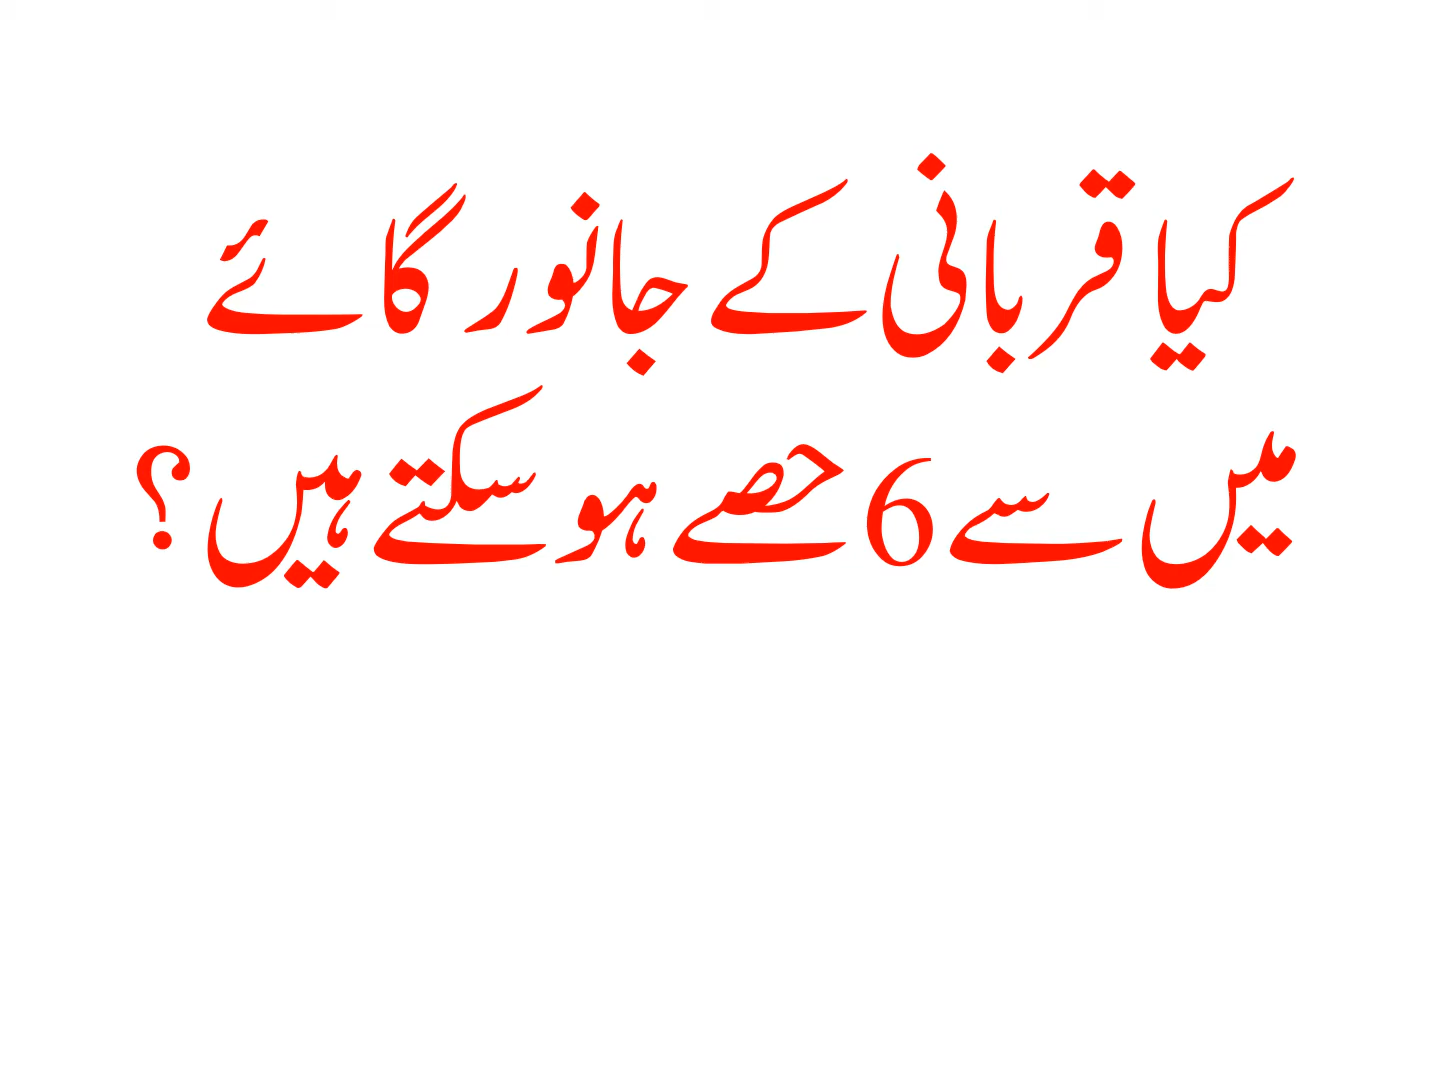 کیا قربانی کے جانور گائے
میں سے 6 حصے ہو سکتے ہیں؟